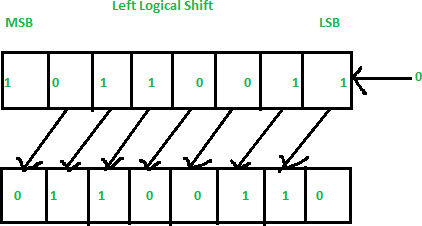 Left Logical Shift
MSB LSB
1 0 1 1 0 0 1 1 0
0 1 1 0 0 1 1 0